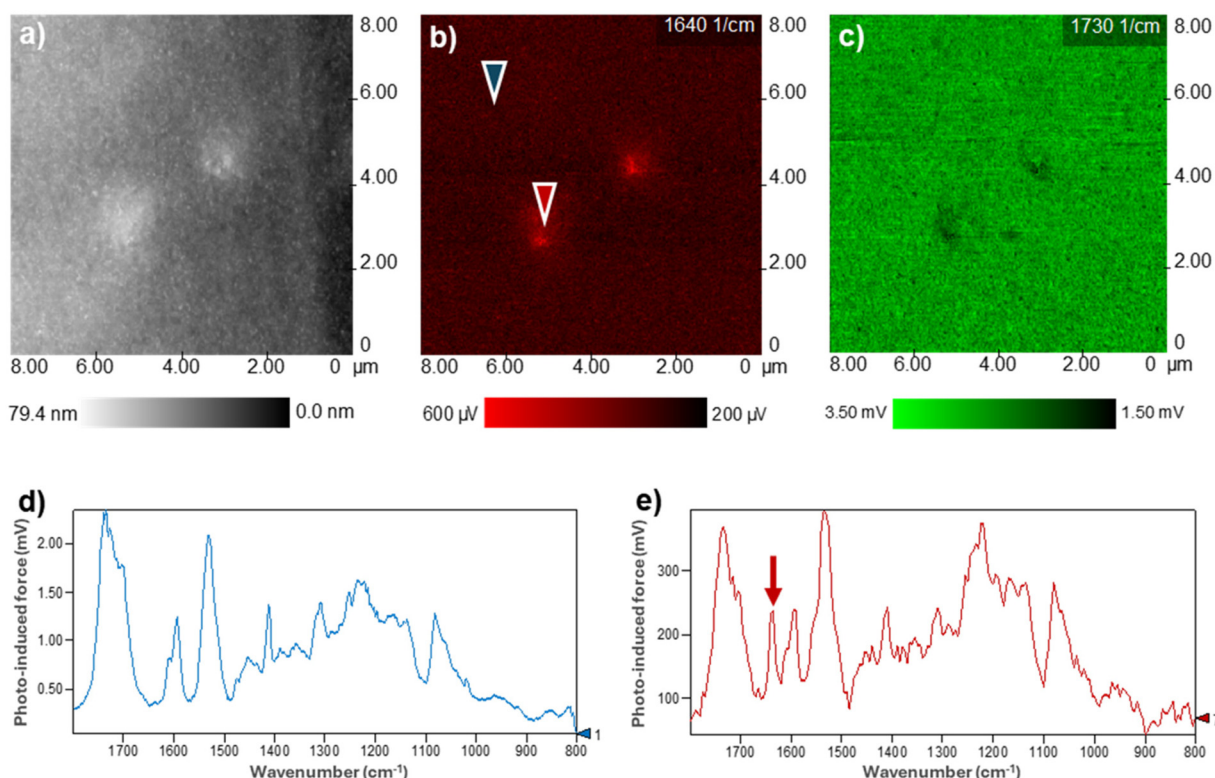 a)
8.00
6.00
4.00
2.00
0
8.00 6.00 4.00 2.00 0 µm
79.4 nm 0.0 nm
b)
1640 1/cm
8.00
6.00
4.00
2.00
0
8.00 6.00 4.00 2.00 0 µm
600 µV 200 µV
c)
1730 1/cm
8.00
6.00
4.00
2.00
0
8.00 6.00 4.00 2.00 0 µm
3.50 mV 1.50 mV
d)
Photo-induced force (mV)
2.00
1.50
1.00
0.50
1
1700 1600 1500 1400 1300 1200 1100 1000 900 800
Wavenumber (cm⁻¹)
e)
Photo-induced force (mV)
300
200
100
1700 1600 1500 1400 1300 1200 1100 1000 900 800
Wavenumber (cm⁻¹)